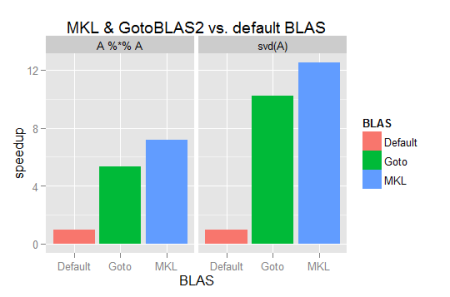 MKL & GotoBLAS2 vs. default BLAS
A %*% A
svd(A)
12
8
4
0
speedup
Default Goto MKL
Default Goto MKL
BLAS
BLAS
Default
Goto
MKL